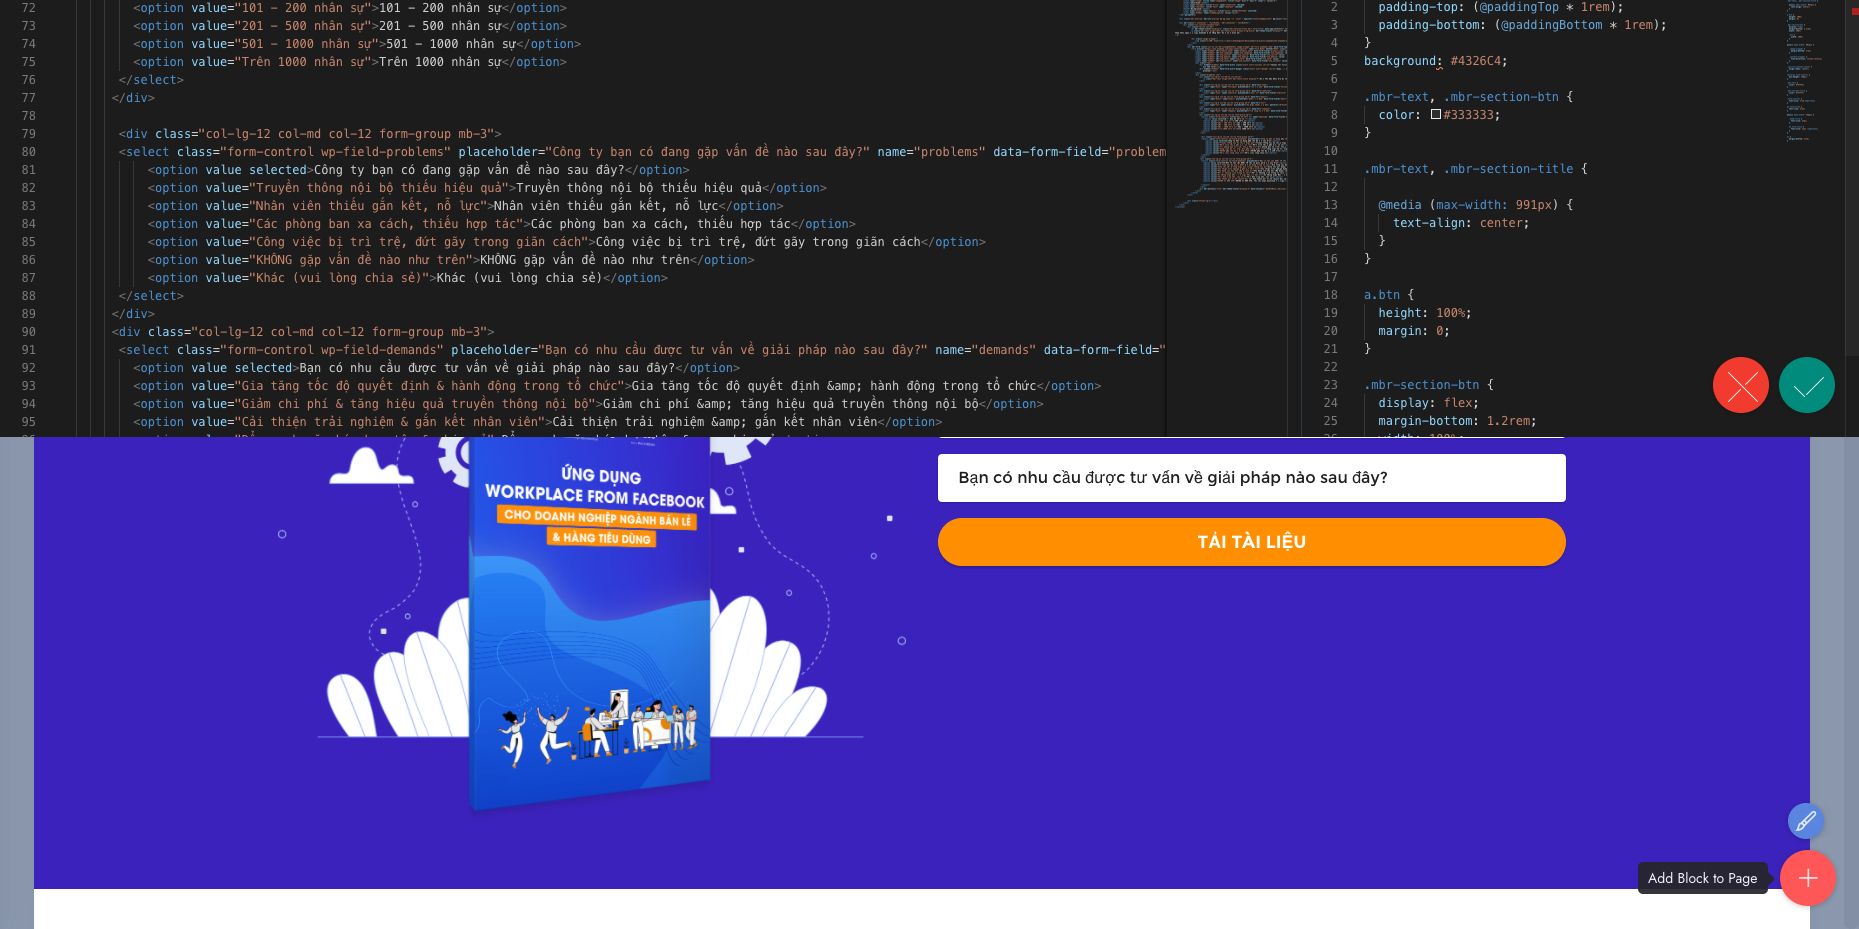 72 <option value="101 - 200 nhân sự">101 - 200 nhân sự</option>
73 <option value="201 - 500 nhân sự">201 - 500 nhân sự</option>
74 <option value="501 - 1000 nhân sự">501 - 1000 nhân sự</option>
75 <option value="Trên 1000 nhân sự">Trên 1000 nhân sự</option>
76 </select>
77 </div>
78
79 <div class="col-lg-12 col-md col-12 form-group mb-3">
80 <select class="form-control wp-field-problems" placeholder="Công ty bạn có đang gặp vấn đề nào sau đây?" name="problems" data-form-field="problem
81 <option value selected>Công ty bạn có đang gặp vấn đề nào sau đây?</option>
82 <option value="Truyền thông nội bộ thiếu hiệu quả">Truyền thông nội bộ thiếu hiệu quả</option>
83 <option value="Nhân viên thiếu gắn kết, nỗ lực">Nhân viên thiếu gắn kết, nỗ lực</option>
84 <option value="Các phòng ban xa cách, thiếu hợp tác">Các phòng ban xa cách, thiếu hợp tác</option>
85 <option value="Công việc bị trì trệ, đứt gãy trong giãn cách">Công việc bị trì trệ, đứt gãy trong giãn cách</option>
86 <option value="KHÔNG gặp vấn đề nào như trên">KHÔNG gặp vấn đề nào như trên</option>
87 <option value="Khác (vui lòng chia sẻ)">Khác (vui lòng chia sẻ)</option>
88 </select>
89 </div>
90 <div class="col-lg-12 col-md col-12 form-group mb-3">
91 <select class="form-control wp-field-demands" placeholder="Bạn có nhu cầu được tư vấn về giải pháp nào sau đây?" name="demands" data-form-field="
92 <option value selected>Bạn có nhu cầu được tư vấn về giải pháp nào sau đây?</option>
93 <option value="Gia tăng tốc độ quyết định & hành động trong tổ chức">Gia tăng tốc độ quyết định &amp; hành động trong tổ chức</option>
94 <option value="Giảm chi phí & tăng hiệu quả truyền thông nội bộ">Giảm chi phí &amp; tăng hiệu quả truyền thông nội bộ</option>
95 <option value="Cải thiện trải nghiệm & gắn kết nhân viên">Cải thiện trải nghiệm &amp; gắn kết nhân viên</option>
2 padding-top: (@paddingTop * 1rem);
3 padding-bottom: (@paddingBottom * 1rem);
4 }
5 background: #4326C4;
6
7 .mbr-text, .mbr-section-btn {
8 color: #333333;
9 }
10
11 .mbr-text, .mbr-section-title {
12
13 @media (max-width: 991px) {
14 text-align: center;
15 }
16 }
17
18 a.btn {
19 height: 100%;
20 margin: 0;
21 }
22
23 .mbr-section-btn {
24 display: flex;
25 margin-bottom: 1.2rem;
ỨNG DỤNG
WORKPLACE FROM FACEBOOK
CHO DOANH NGHIỆP NGÀNH BÁN LẺ
& HÀNG TIÊU DÙNG
Bạn có nhu cầu được tư vấn về giải pháp nào sau đây?
TẢI TÀI LIỆU
Add Block to Page